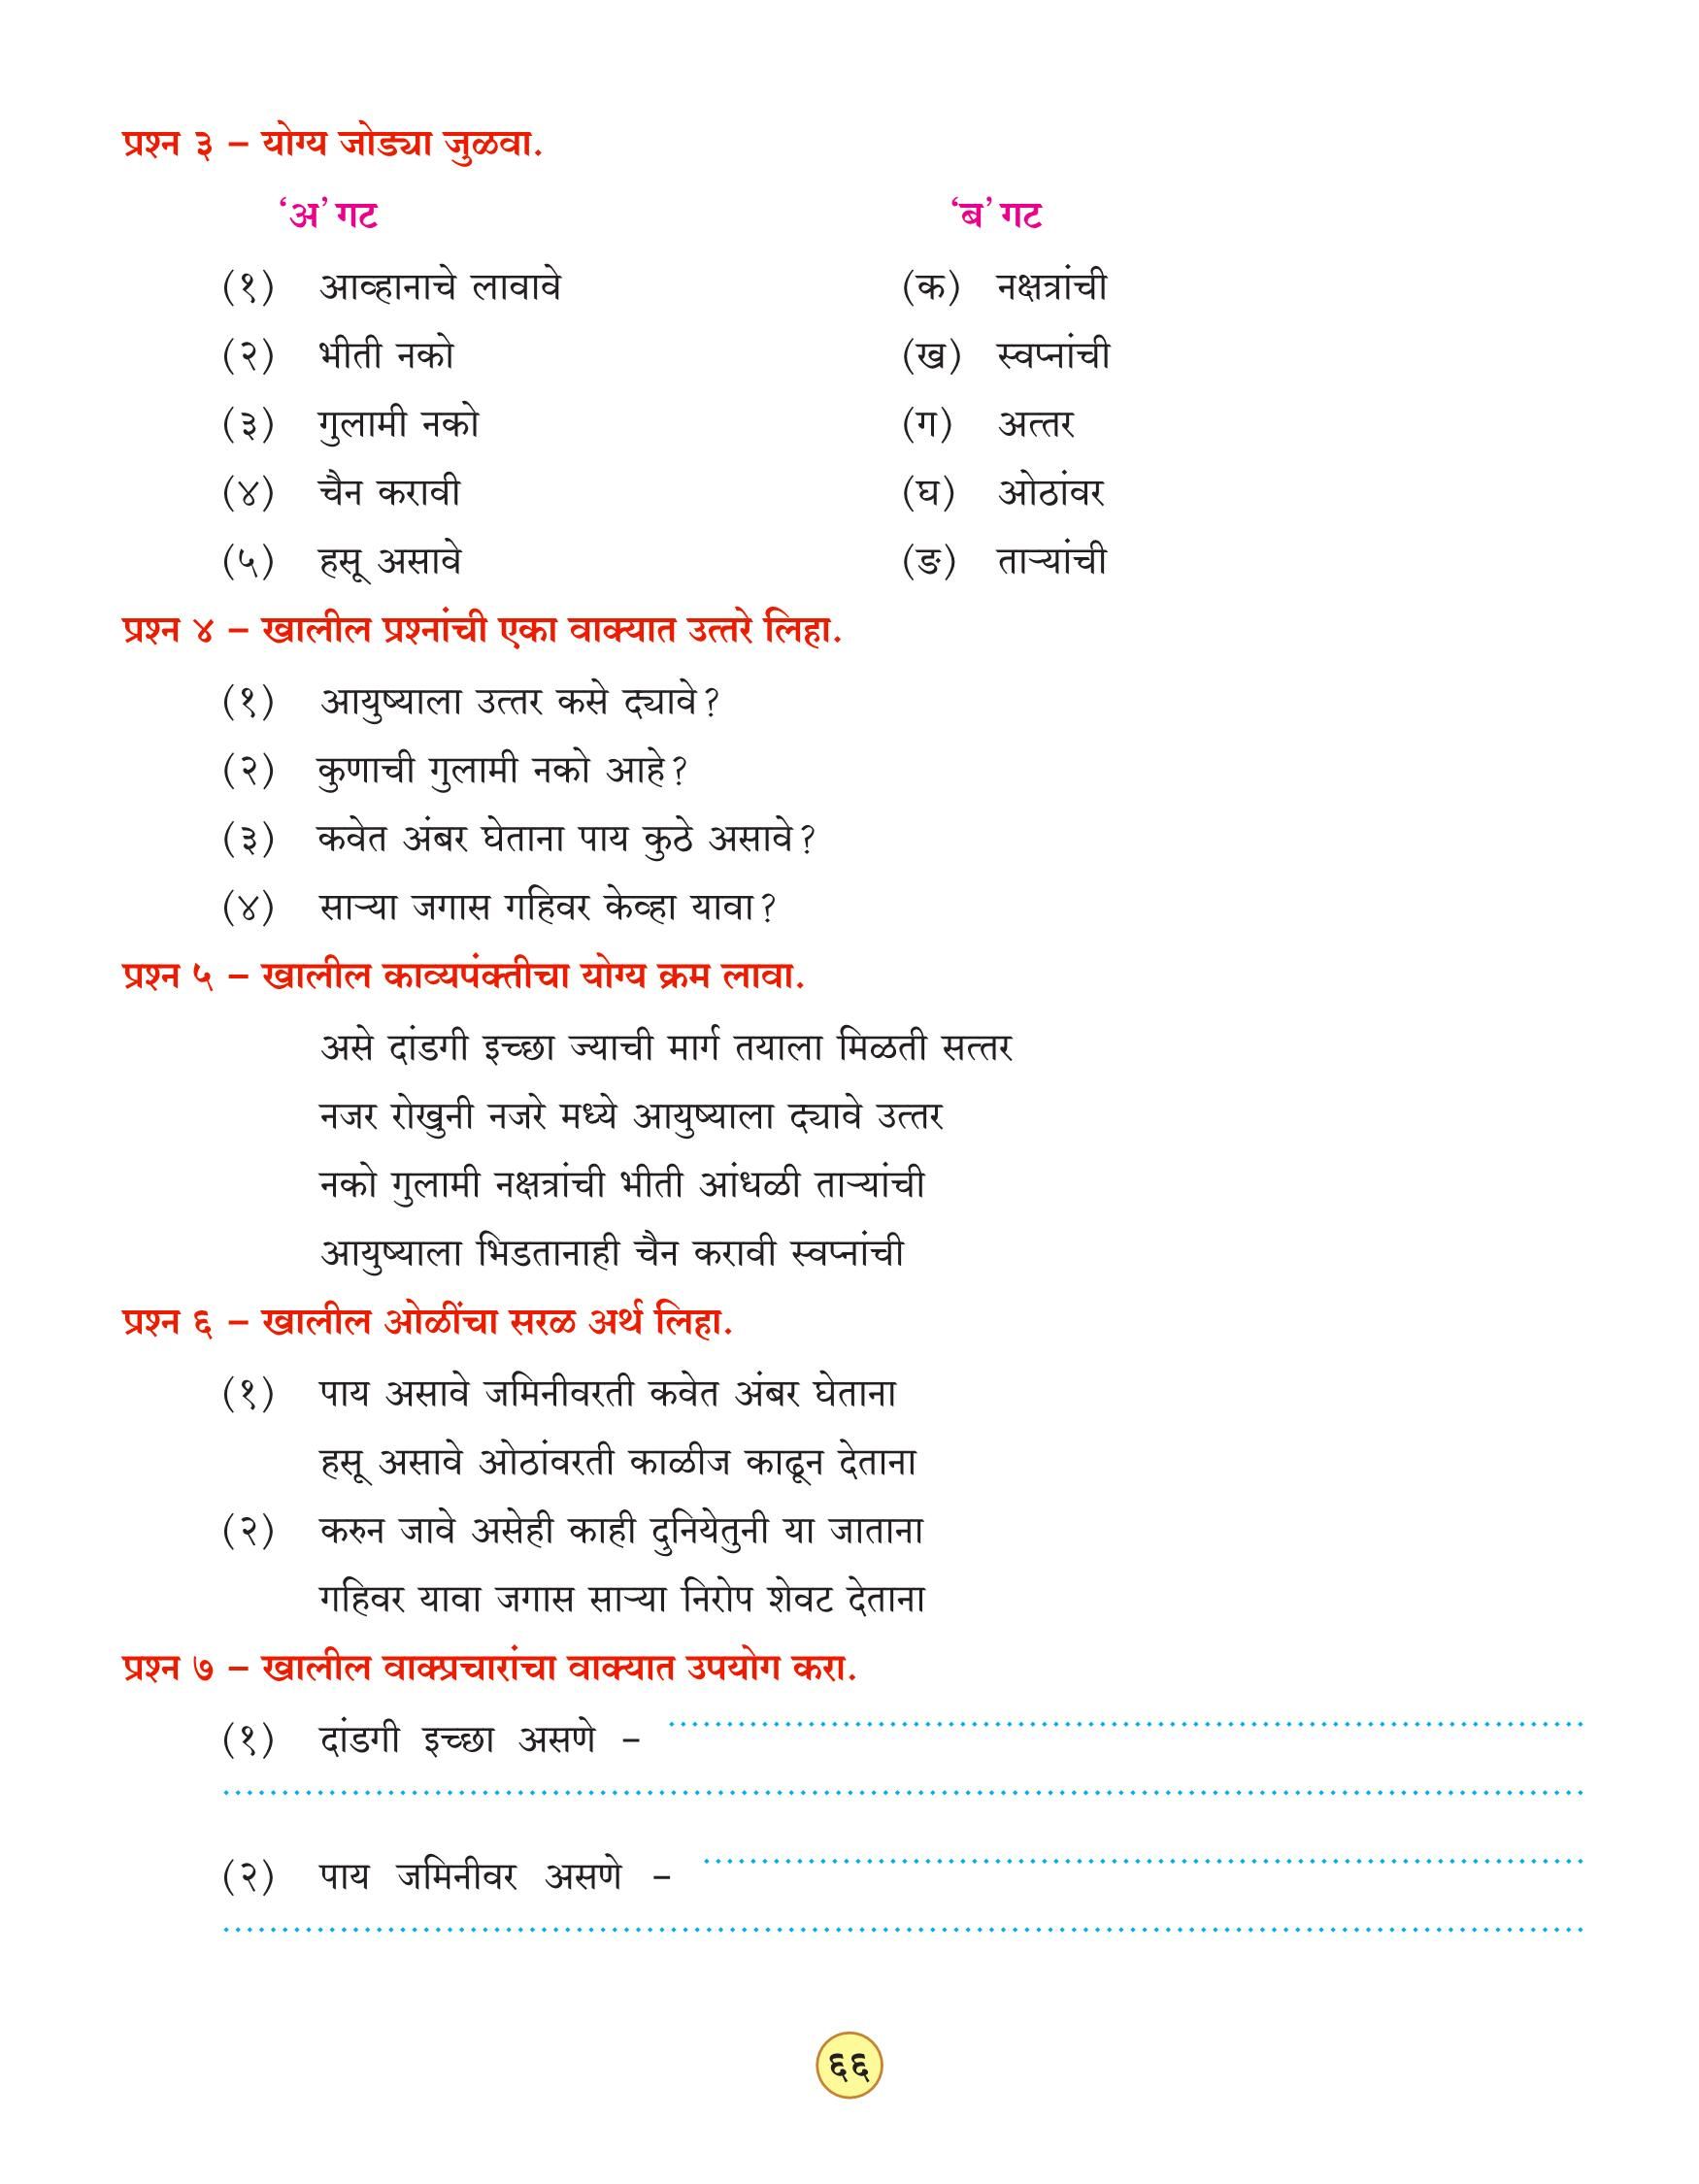 प्रश्न ३ – योग्य जोड्या जुळवा.
‘अ’ गट ‘ब’ गट
(१) आव्हानाचे लावावे (क) नक्षत्रांची
(२) भीती नको (ख) स्वप्नांची
(३) गुलामी नको (ग) अत्तर
(४) चैन करावी (घ) ओठांवर
(५) हसू असावे (ङ) ताऱ्यांची
प्रश्न ४ – खालील प्रश्नांची एका वाक्यात उत्तरे लिहा.
(१) आयुष्याला उत्तर कसे द्यावे?
(२) कुणाची गुलामी नको आहे?
(३) कवेत अंबर घेताना पाय कुठे असावे?
(४) साऱ्या जगास गहिवर केव्हा यावा?
प्रश्न ५ – खालील काव्यपंक्तीचा योग्य क्रम लावा.
असे दांडगी इच्छा ज्याची मार्ग तयाला मिळती सत्तर
नजर रोखुनी नजरे मध्ये आयुष्याला द्यावे उत्तर
नको गुलामी नक्षत्रांची भीती आंधळी ताऱ्यांची
आयुष्याला भिडतानाही चैन करावी स्वप्नांची
प्रश्न ६ – खालील ओळींचा सरळ अर्थ लिहा.
(१) पाय असावे जमिनीवरती कवेत अंबर घेताना
हसू असावे ओठांवरती काळीज काढून देताना
(२) करुन जावे असेही काही दुनियेतुनी या जाताना
गहिवर यावा जगास साऱ्या निरोप शेवट देताना
प्रश्न ७ – खालील वाक्प्रचारांचा वाक्यात उपयोग करा.
(१) दांडगी इच्छा असणे –
(२) पाय जमिनीवर असणे –
६६